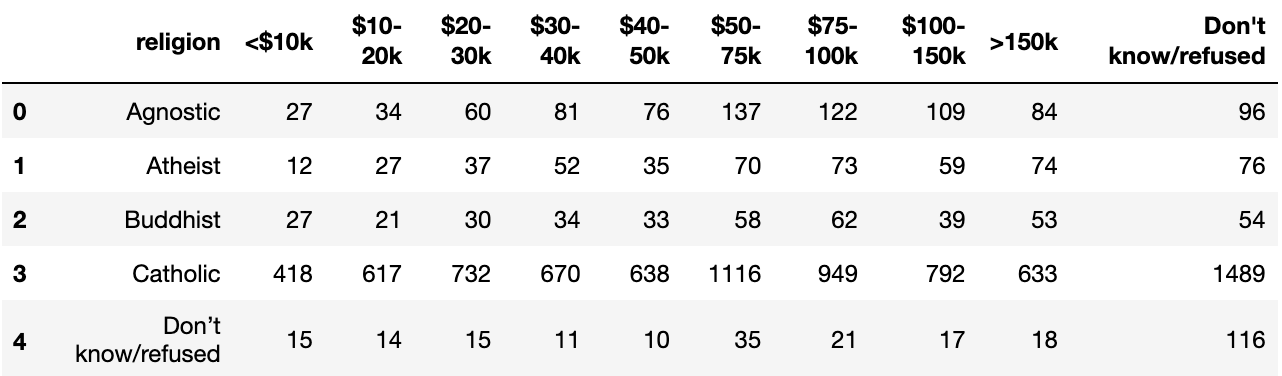 religion <$10k $10-20k $20-30k $30-40k $40-50k $50-75k $75-100k $100-150k >150k Don't know/refused
0 Agnostic 27 34 60 81 76 137 122 109 84 96
1 Atheist 12 27 37 52 35 70 73 59 74 76
2 Buddhist 27 21 30 34 33 58 62 39 53 54
3 Catholic 418 617 732 670 638 1116 949 792 633 1489
4 Don’t know/refused 15 14 15 11 10 35 21 17 18 116